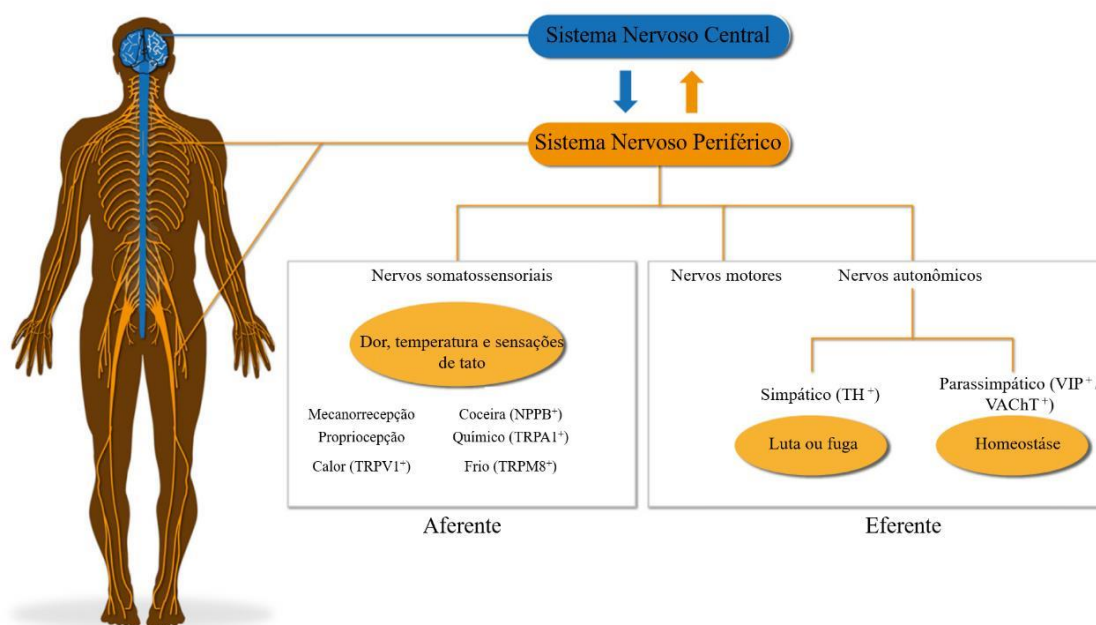 Sistema Nervoso Central
Sistema Nervoso Periférico
Nervos somatossensoriais
Dor, temperatura e sensações
de tato
Mecanorrecepção
Coceira (NPPB⁺)
Propriocepção
Químico (TRPA1⁺)
Calor (TRPV1⁺)
Frio (TRPM8⁺)
Aferente
Nervos motores
Nervos autonômicos
Simpático (TH⁺)
Luta ou fuga
Parassimpático (VIP⁺,
VAChT⁺)
Homeostáse
Eferente